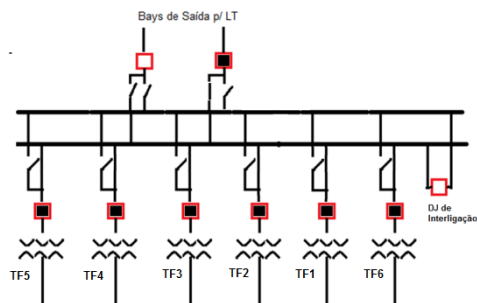 Bays de Saída p/ LT
DJ de
Interligação
TF5
TF4
TF3
TF2
TF1
TF6